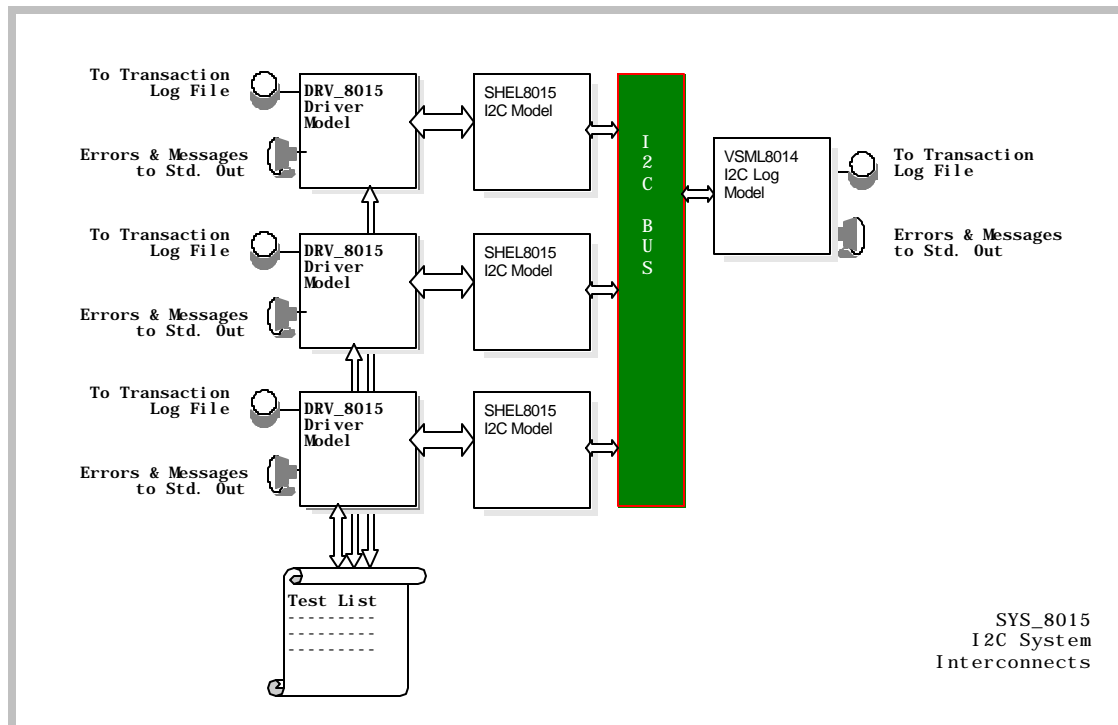 To Transaction
Log File
Errors & Messages
to Std. Out
DRV_8015
Driver
Model
SHEL8015
I2C Model
To Transaction
Log File
Errors & Messages
to Std. Out
DRV_8015
Driver
Model
SHEL8015
I2C Model
To Transaction
Log File
Errors & Messages
to Std. Out
DRV_8015
Driver
Model
SHEL8015
I2C Model
I2C BUS
VSML8014
I2C Log
Model
To Transaction
Log File
Errors & Messages
to Std. Out
Test List
---------
---------
---------
SYS_8015
I2C System
Interconnects